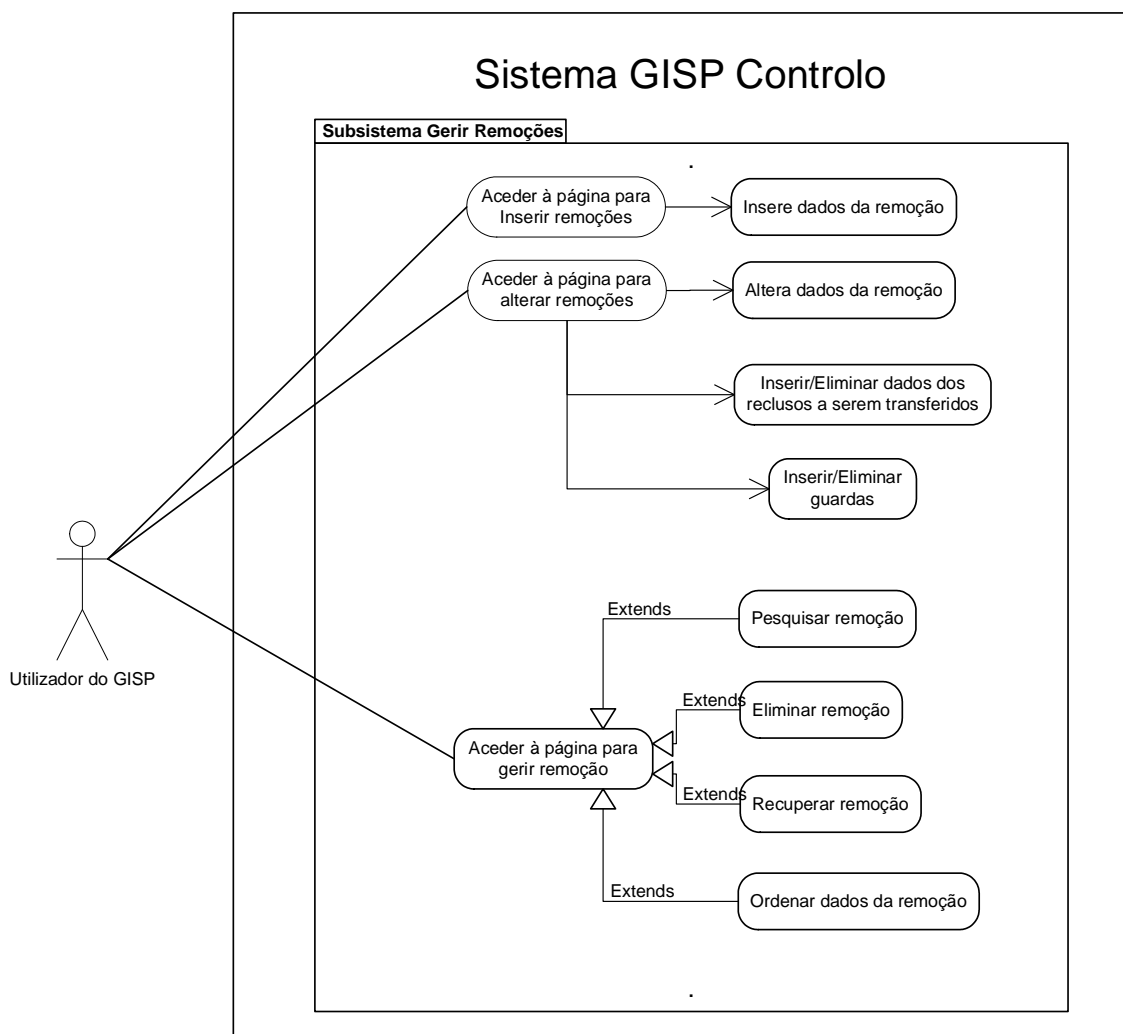 Sistema GISP Controlo
Subsistema Gerir Remoções
.
Aceder à página para
Inserir remoções
Insere dados da remoção
Aceder à página para
alterar remoções
Altera dados da remoção
Inserir/Eliminar dados dos
reclusos a serem transferidos
Inserir/Eliminar
guardas
Extends
Pesquisar remoção
Utilizador do GISP
Extends
Eliminar remoção
Aceder à página para
gerir remoção
Extends
Recuperar remoção
Extends
Ordenar dados da remoção
.